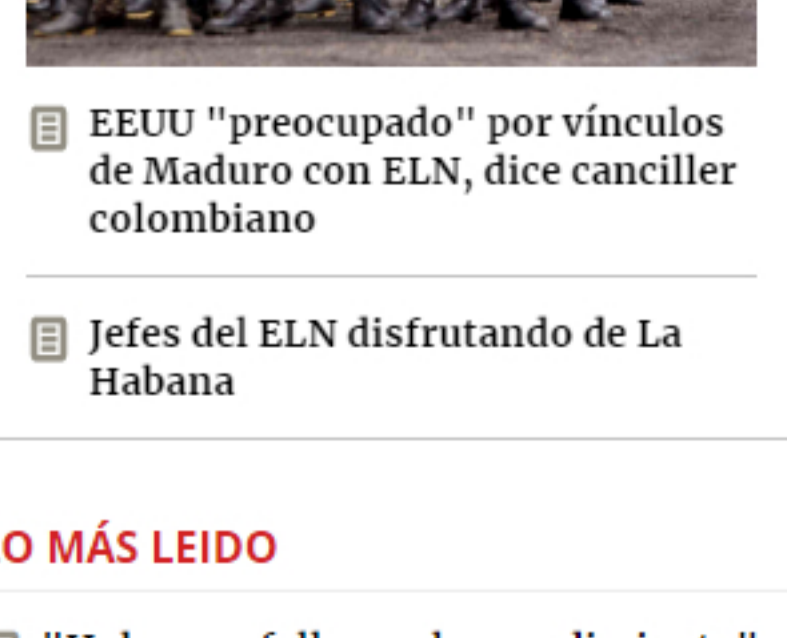 EEUU "preocupado" por vínculos
de Maduro con ELN, dice canciller
colombiano
Jefes del ELN disfrutando de La
Habana
O MÁS LEIDO